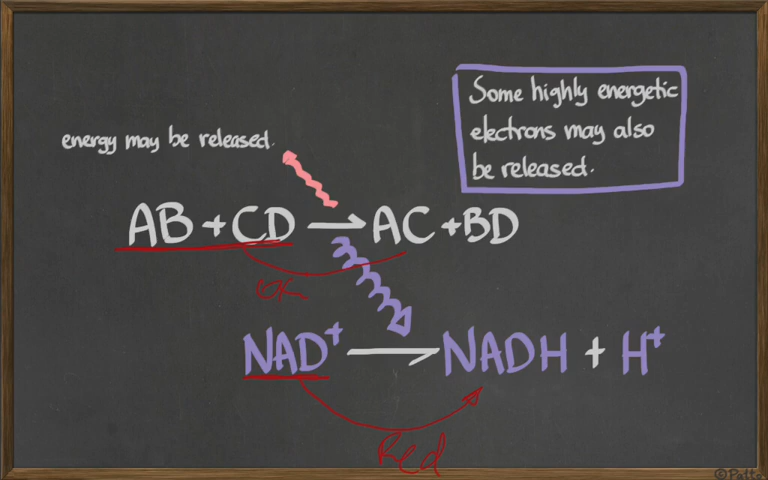 Some highly energetic
electrons may also
be released.
energy may be released.
AB + CD → AC + BD
ox
NAD⁺ → NADH + H⁺
Red